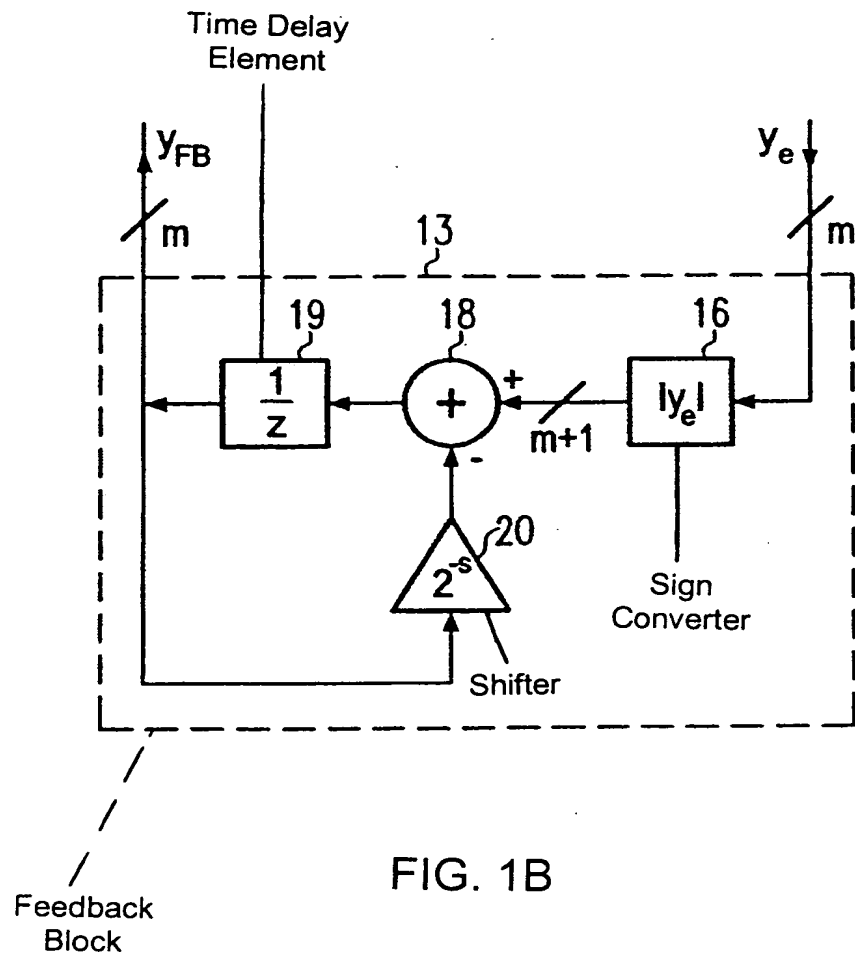 Time Delay
Element
y_FB
y_e
m
m
13
19
18
16
1/z
+
+
-
m+1
|y_e|
20
2^-s
Sign
Converter
Shifter
FIG. 1B
Feedback
Block